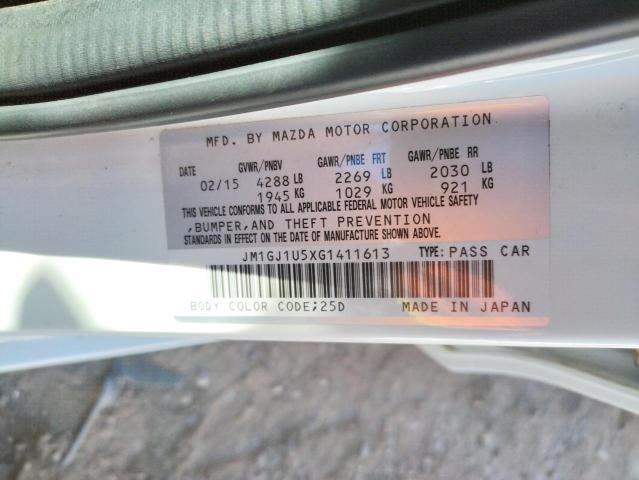 MFD. BY MAZDA MOTOR CORPORATION
DATE GVWR/PNBV GAWR/PNBE FRT GAWR/PNBE RR
02/15 4288 LB 2269 LB 2030 LB
1945 KG 1029 KG 921 KG
THIS VEHICLE CONFORMS TO ALL APPLICABLE FEDERAL MOTOR VEHICLE SAFETY
,BUMPER,AND THEFT PREVENTION
STANDARDS IN EFFECT ON THE DATE OF MANUFACTURE SHOWN ABOVE.
JM1GJ1U5XG1411613 TYPE: PASS CAR
BODY COLOR CODE;25D MADE IN JAPAN